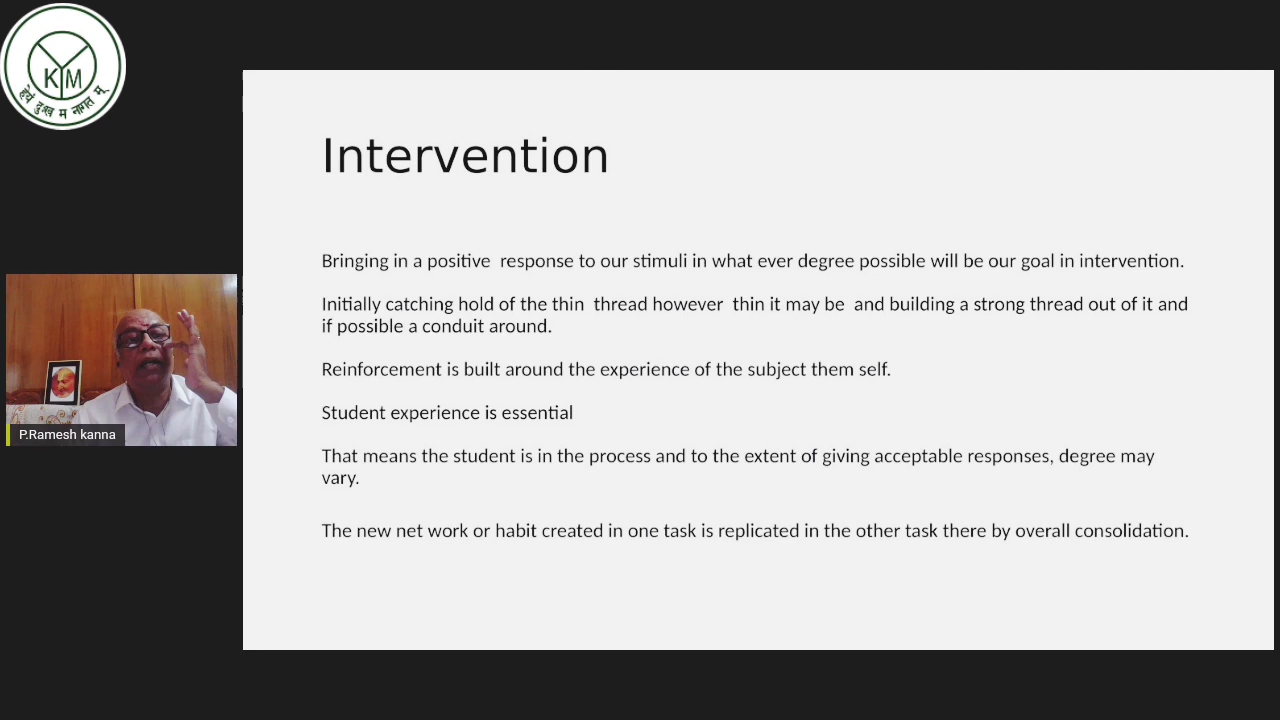 KYM
हेयं दुःख म नागत म्
Intervention
Bringing in a positive  response to our stimuli in what ever degree possible will be our goal in intervention.
Initially catching hold of the thin  thread however  thin it may be  and building a strong thread out of it and
if possible a conduit around.
Reinforcement is built around the experience of the subject them self.
Student experience is essential
That means the student is in the process and to the extent of giving acceptable responses, degree may
vary.
The new net work or habit created in one task is replicated in the other task there by overall consolidation.
P.Ramesh kanna